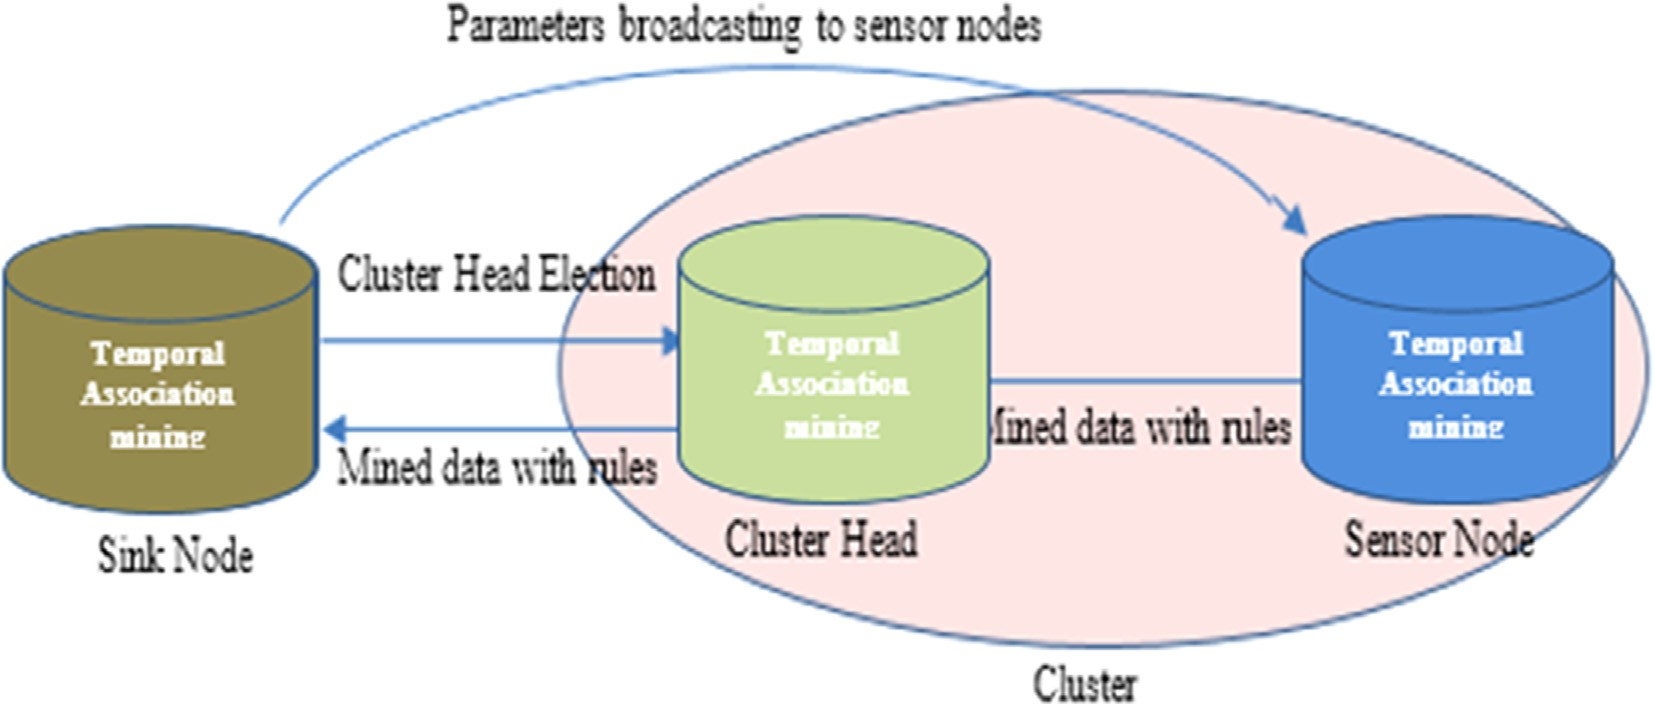 Parameters broadcasting to sensor nodes
Cluster Head Election
Temporal
Association
mining
Temporal
Association
mining
Temporal
Association
mining
Mined data with rules
Mined data with rules
Sink Node
Cluster Head
Sensor Node
Cluster